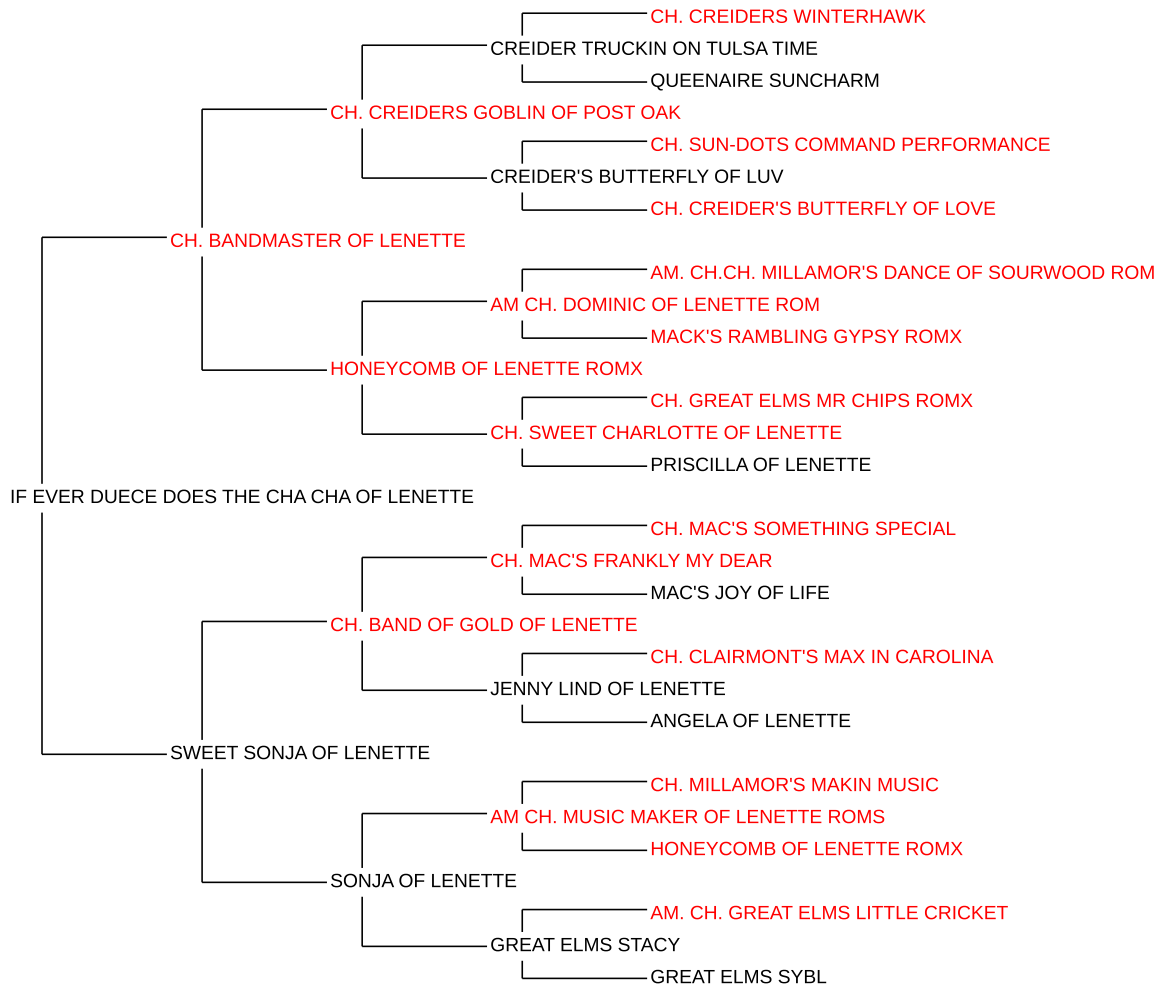 CH. CREIDERS WINTERHAWK
CREIDER TRUCKIN ON TULSA TIME
QUEENAIRE SUNCHARM
CH. CREIDERS GOBLIN OF POST OAK
CH. SUN-DOTS COMMAND PERFORMANCE
CREIDER'S BUTTERFLY OF LUV
CH. CREIDER'S BUTTERFLY OF LOVE
CH. BANDMASTER OF LENETTE
AM. CH.CH. MILLAMOR'S DANCE OF SOURWOOD ROM
AM CH. DOMINIC OF LENETTE ROM
MACK'S RAMBLING GYPSY ROMX
HONEYCOMB OF LENETTE ROMX
CH. GREAT ELMS MR CHIPS ROMX
CH. SWEET CHARLOTTE OF LENETTE
PRISCILLA OF LENETTE
IF EVER DUECE DOES THE CHA CHA OF LENETTE
CH. MAC'S SOMETHING SPECIAL
CH. MAC'S FRANKLY MY DEAR
MAC'S JOY OF LIFE
CH. BAND OF GOLD OF LENETTE
CH. CLAIRMONT'S MAX IN CAROLINA
JENNY LIND OF LENETTE
ANGELA OF LENETTE
SWEET SONJA OF LENETTE
CH. MILLAMOR'S MAKIN MUSIC
AM CH. MUSIC MAKER OF LENETTE ROMS
HONEYCOMB OF LENETTE ROMX
SONJA OF LENETTE
AM. CH. GREAT ELMS LITTLE CRICKET
GREAT ELMS STACY
GREAT ELMS SYBL